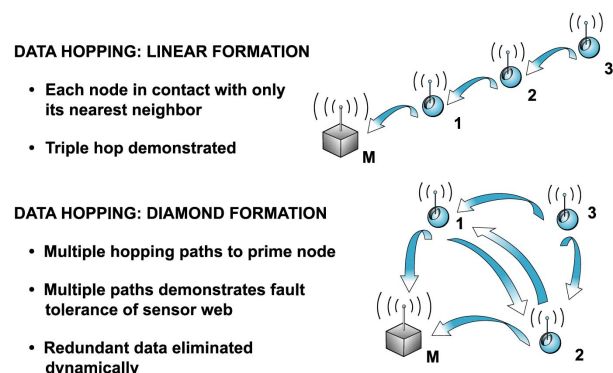 DATA HOPPING: LINEAR FORMATION
• Each node in contact with only
its nearest neighbor
• Triple hop demonstrated
3
2
1
M
DATA HOPPING: DIAMOND FORMATION
• Multiple hopping paths to prime node
• Multiple paths demonstrates fault
tolerance of sensor web
• Redundant data eliminated
dynamically
1
3
M
2